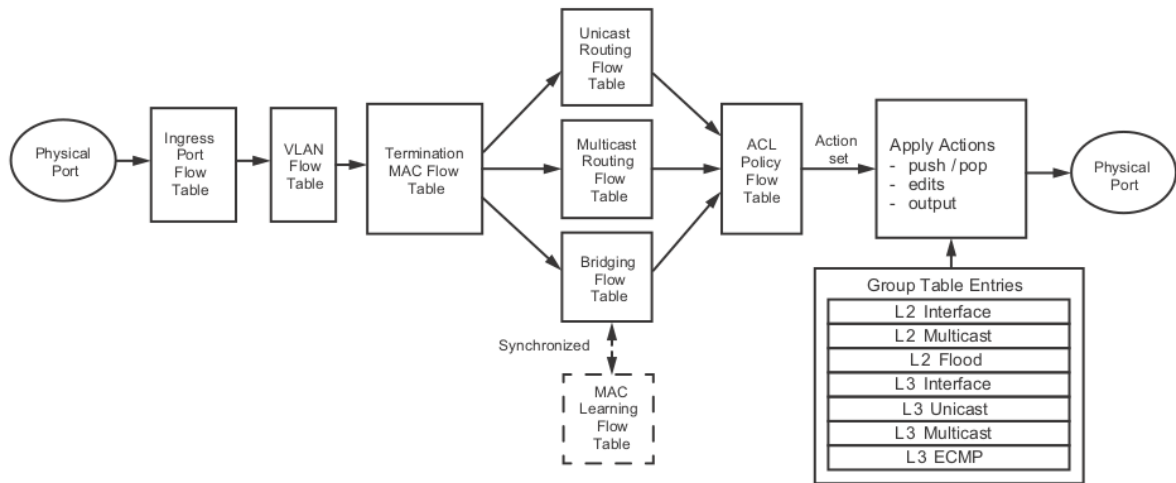 Physical
Port
Ingress
Port
Flow
Table
VLAN
Flow
Table
Termination
MAC Flow
Table
Unicast
Routing
Flow
Table
Multicast
Routing
Flow
Table
Bridging
Flow
Table
Synchronized
MAC
Learning
Flow
Table
ACL
Policy
Flow
Table
Action
set
Apply Actions
- push / pop
- edits
- output
Physical
Port
Group Table Entries
L2 Interface
L2 Multicast
L2 Flood
L3 Interface
L3 Unicast
L3 Multicast
L3 ECMP